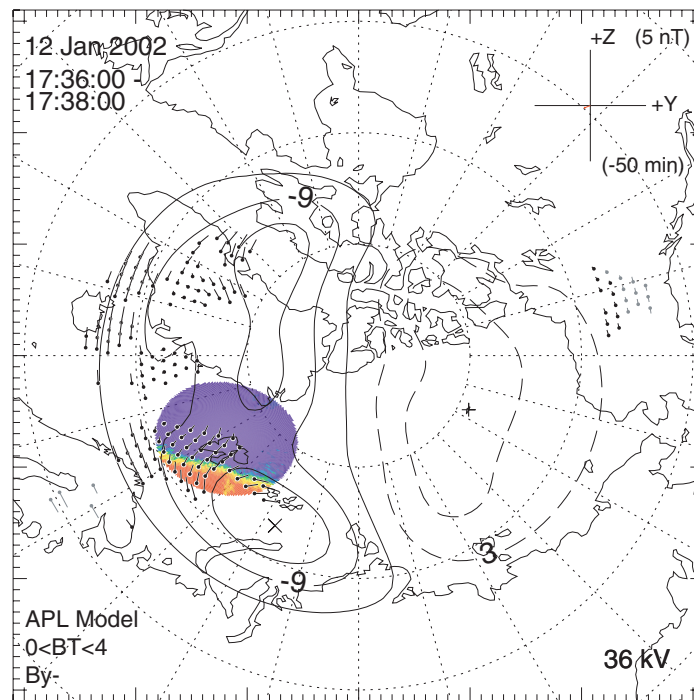 12 Jan 2002
17:36:00 -
17:38:00
+Z (5 nT)
+Y
(-50 min)
-9
3
-9
APL Model
0<BT<4
By-
36 kV